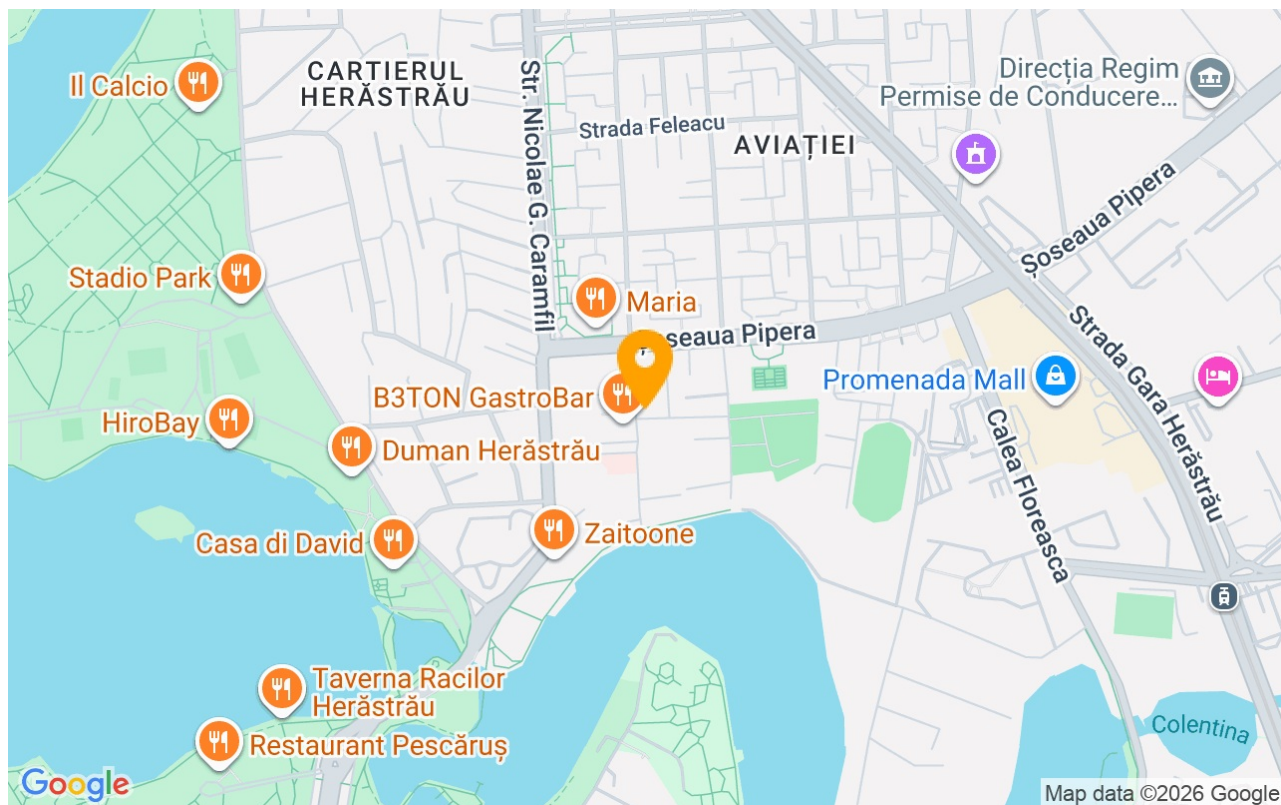 Il Calcio
CARTIERUL
HERĂSTRĂU
Str. Nicolae G. Caramfil
Strada Feleacu
AVIAȚIEI
Direcția Regim
Permise de Conducere...
Șoseaua Pipera
Stadio Park
Maria
seaua Pipera
Strada Gara Herăstrău
Promenada Mall
B3TON GastroBar
HiroBay
Duman Herăstrău
Calea Floreasca
Casa di David
Zaitoone
Taverna Racilor
Herăstrău
Restaurant Pescăruș
Colentina
Google
Map data ©2026 Google